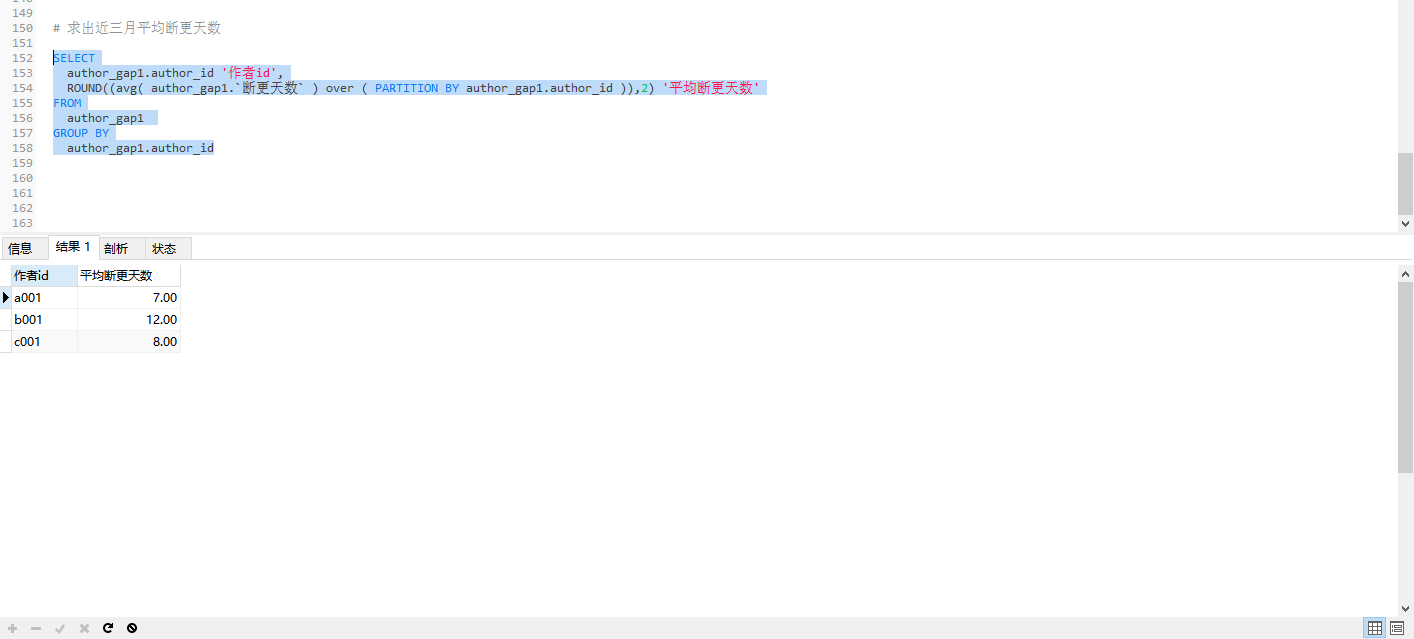 149
150 # 求出近三月平均断更天数
151
152 SELECT
153 author_gap1.author_id '作者id',
154 ROUND((avg( author_gap1.`断更天数` ) over ( PARTITION BY author_gap1.author_id )),2) '平均断更天数'
155 FROM
156 author_gap1
157 GROUP BY
158 author_gap1.author_id
159
160
161
162
163
信息 结果 1 剖析 状态
作者id 平均断更天数
a001 7.00
b001 12.00
c001 8.00